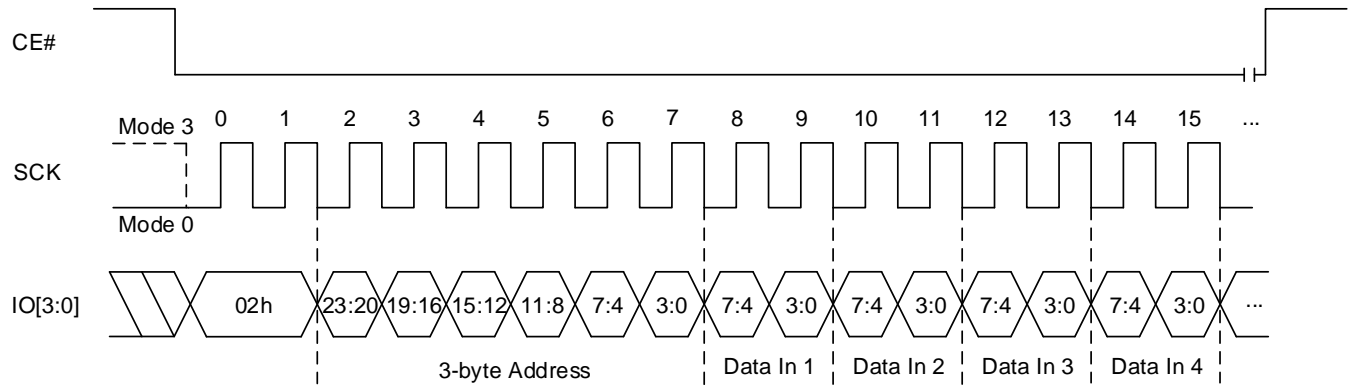 CE#
Mode 3 0 1 2 3 4 5 6 7 8 9 10 11 12 13 14 15 ...
SCK
Mode 0
IO[3:0] 02h 23:20 19:16 15:12 11:8 7:4 3:0 7:4 3:0 7:4 3:0 7:4 3:0 7:4 3:0 ...
3-byte Address Data In 1 Data In 2 Data In 3 Data In 4